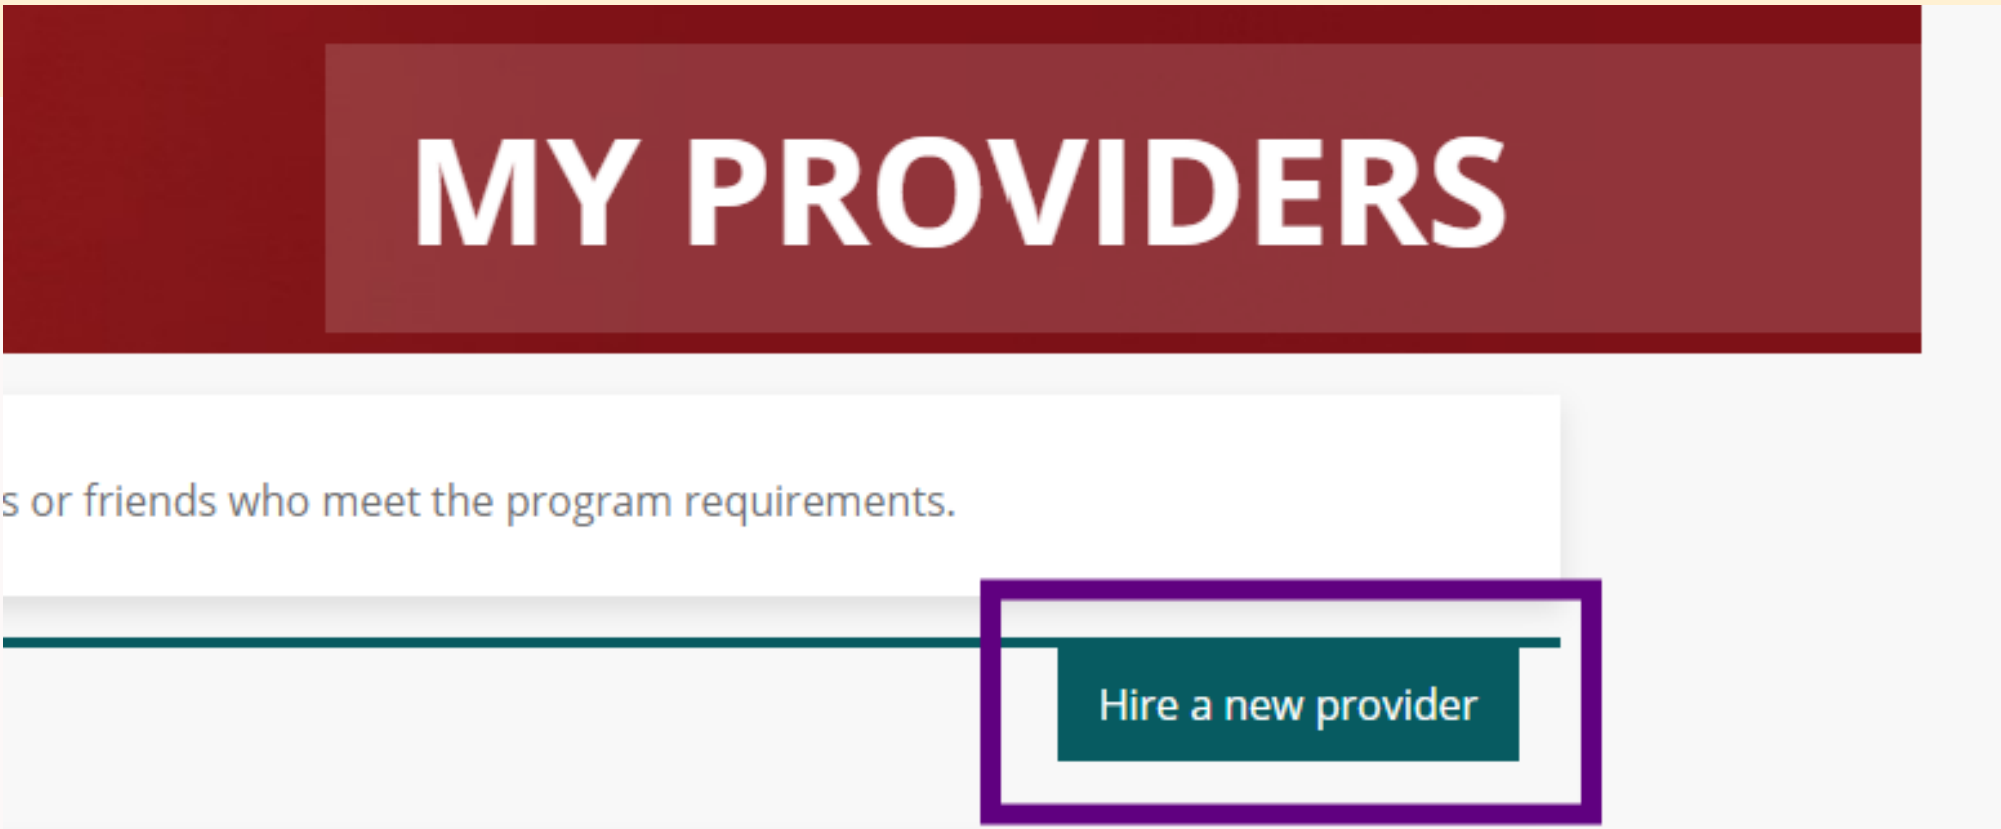 MY PROVIDERS
s or friends who meet the program requirements.
Hire a new provider